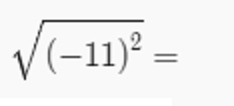 √(−11)² =